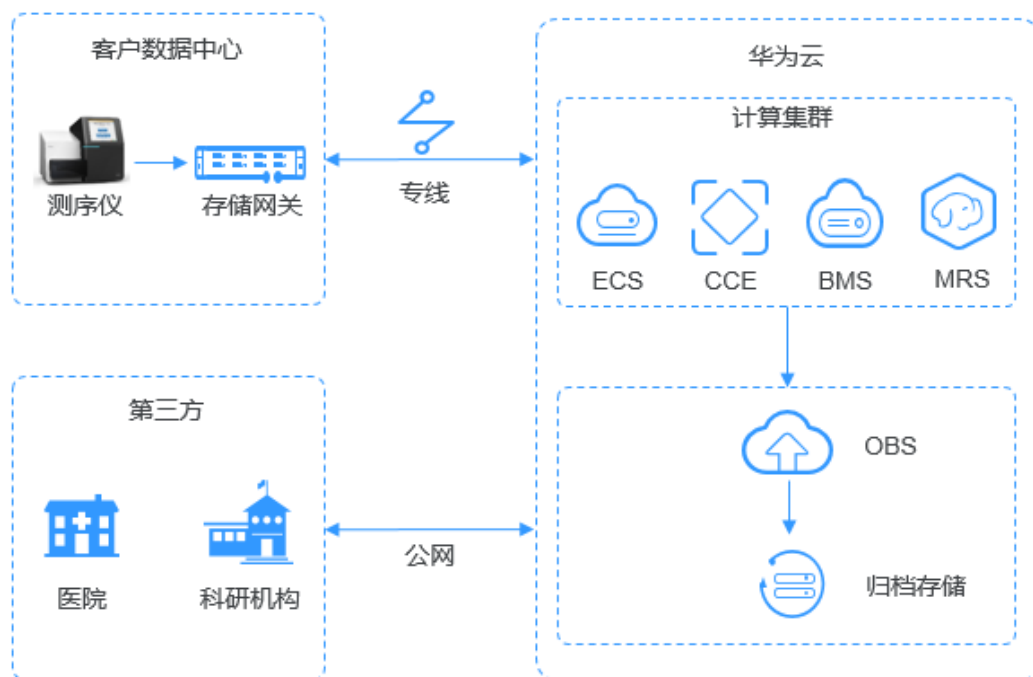 客户数据中心
测序仪
存储网关
专线
华为云
计算集群
ECS
CCE
BMS
MRS
第三方
医院
科研机构
公网
OBS
归档存储